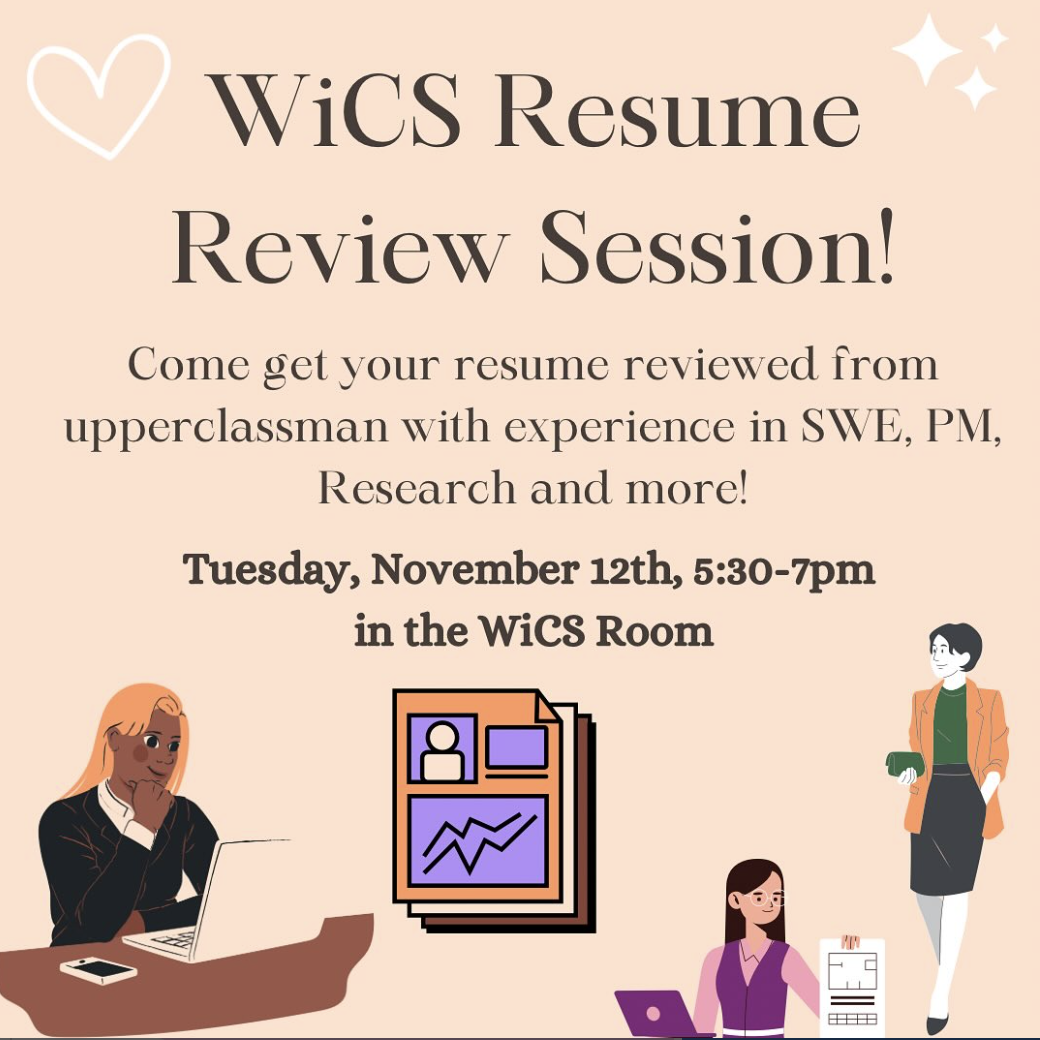 WiCS Resume
Review Session!
Come get your resume reviewed from
upperclassman with experience in SWE, PM,
Research and more!
Tuesday, November 12th, 5:30-7pm
in the WiCS Room